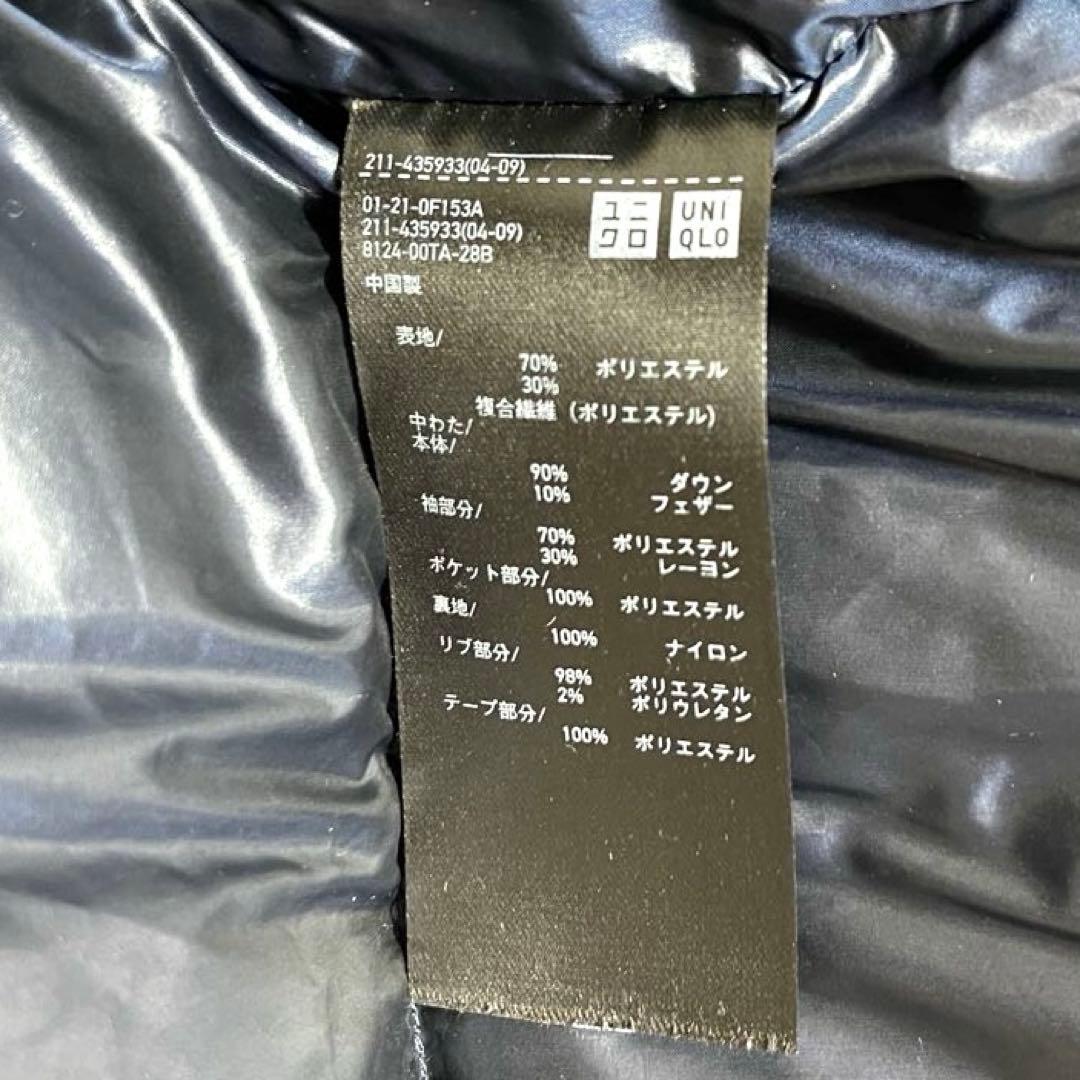 211-435933(04-09)
01-21-0F153A
211-435933(04-09)
8124-00TA-28B
ユニ
クロ
UNI
QLO
中国製
表地/
70% ポリエステル
30%
複合繊維 (ポリエステル)
中わた/
本体/
90% ダウン
10% フェザー
袖部分/
70% ポリエステル
30% レーヨン
ポケット部分/
100% ポリエステル
裏地/
100% ナイロン
リブ部分/
98% ポリエステル
2% ポリウレタン
テープ部分/
100% ポリエステル